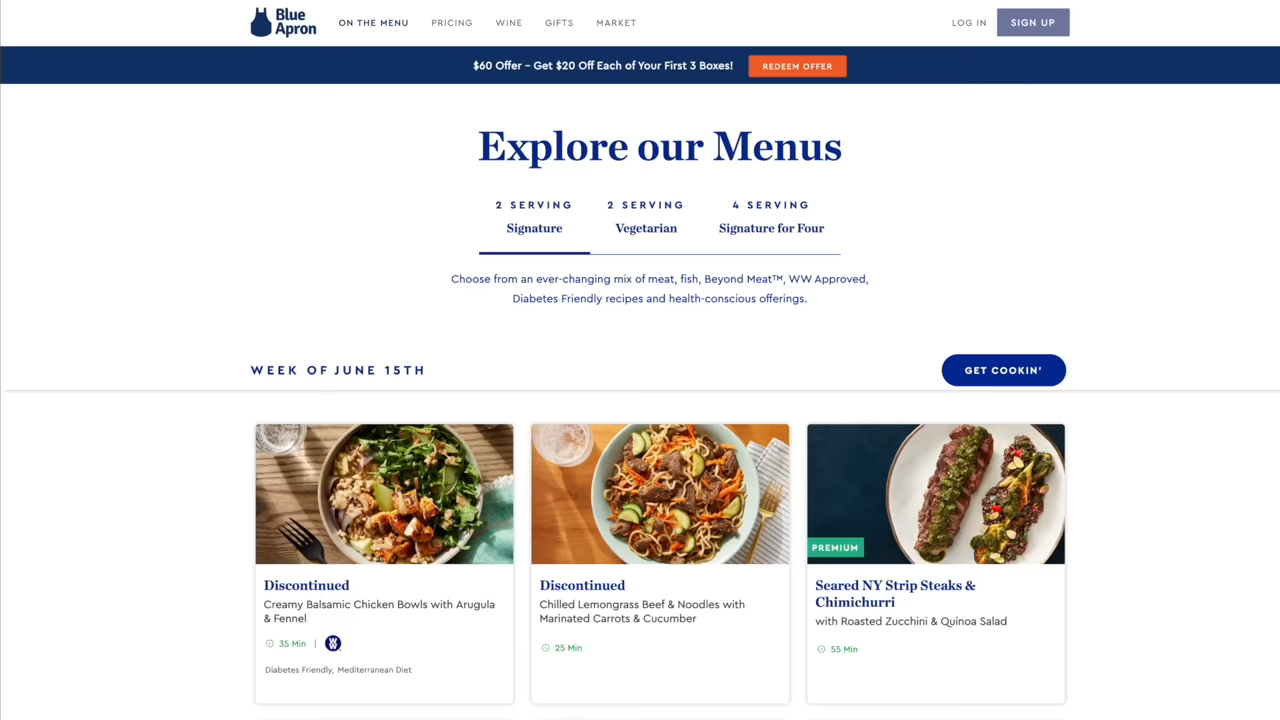 Blue
Apron
ON THE MENU
PRICING
WINE
GIFTS
MARKET
LOG IN
SIGN UP
$60 Offer – Get $20 Off Each of Your First 3 Boxes!
REDEEM OFFER
Explore our Menus
2 SERVING
Signature
2 SERVING
Vegetarian
4 SERVING
Signature for Four
Choose from an ever-changing mix of meat, fish, Beyond Meat™, WW Approved,
Diabetes Friendly recipes and health-conscious offerings.
WEEK OF JUNE 15TH
GET COOKIN'
Discontinued
Creamy Balsamic Chicken Bowls with Arugula
& Fennel
35 Min |
WW
Diabetes Friendly, Mediterranean Diet
Discontinued
Chilled Lemongrass Beef & Noodles with
Marinated Carrots & Cucumber
25 Min
PREMIUM
Seared NY Strip Steaks &
Chimichurri
with Roasted Zucchini & Quinoa Salad
55 Min